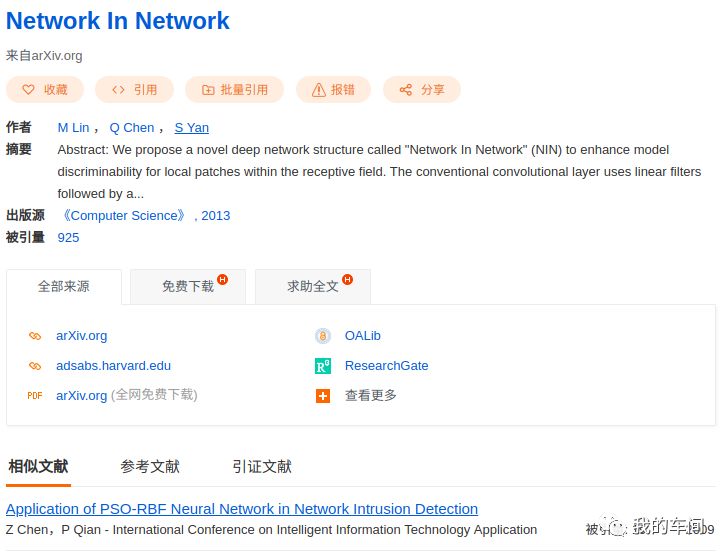 Network In Network
来自arXiv.org
收藏 引用 批量引用 报错 分享
作者 M Lin， Q Chen， S Yan
摘要 Abstract: We propose a novel deep network structure called "Network In Network" (NIN) to enhance model
discriminability for local patches within the receptive field. The conventional convolutional layer uses linear filters
followed by a...
出版源 《Computer Science》 , 2013
被引量 925
全部来源 免费下载 H 求助全文 H
arXiv.org OALib
adsabs.harvard.edu R ResearchGate
PDF arXiv.org (全网免费下载) 查看更多
相似文献 参考文献 引证文献
Application of PSO-RBF Neural Network in Network Intrusion Detection
Z Chen，P Qian - International Conference on Intelligent Information Technology Application 我的车间